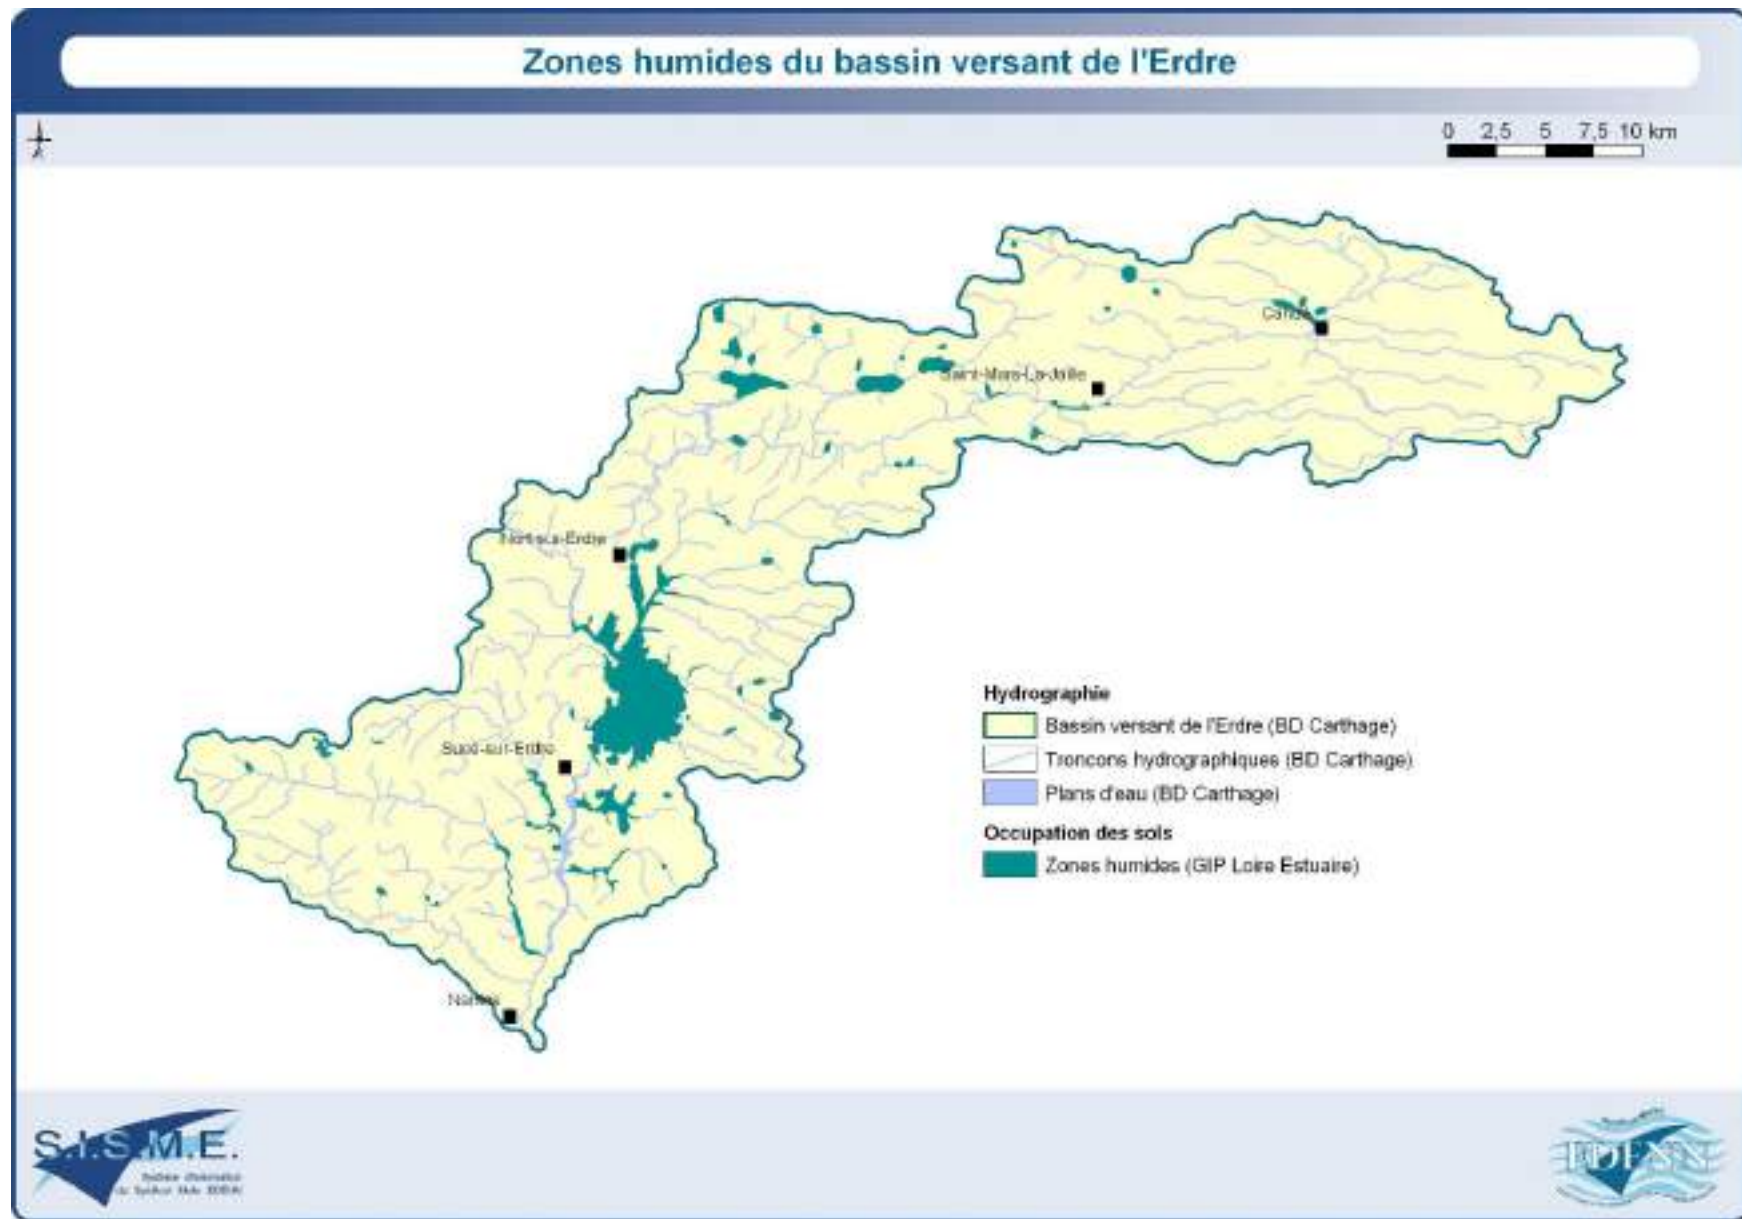 Zones humides du bassin versant de l'Erdre
0 2,5 5 7,5 10 km
Candé
Saint-Mars-La-Jaille
Nort-sur-Erdre
Sucé-sur-Erdre
Nantes
Hydrographie
Bassin versant de l'Erdre (BD Carthage)
Troncons hydrographiques (BD Carthage)
Plans d'eau (BD Carthage)
Occupation des sols
Zones humides (GIP Loire Estuaire)
S.I.S.M.E.
EDENN